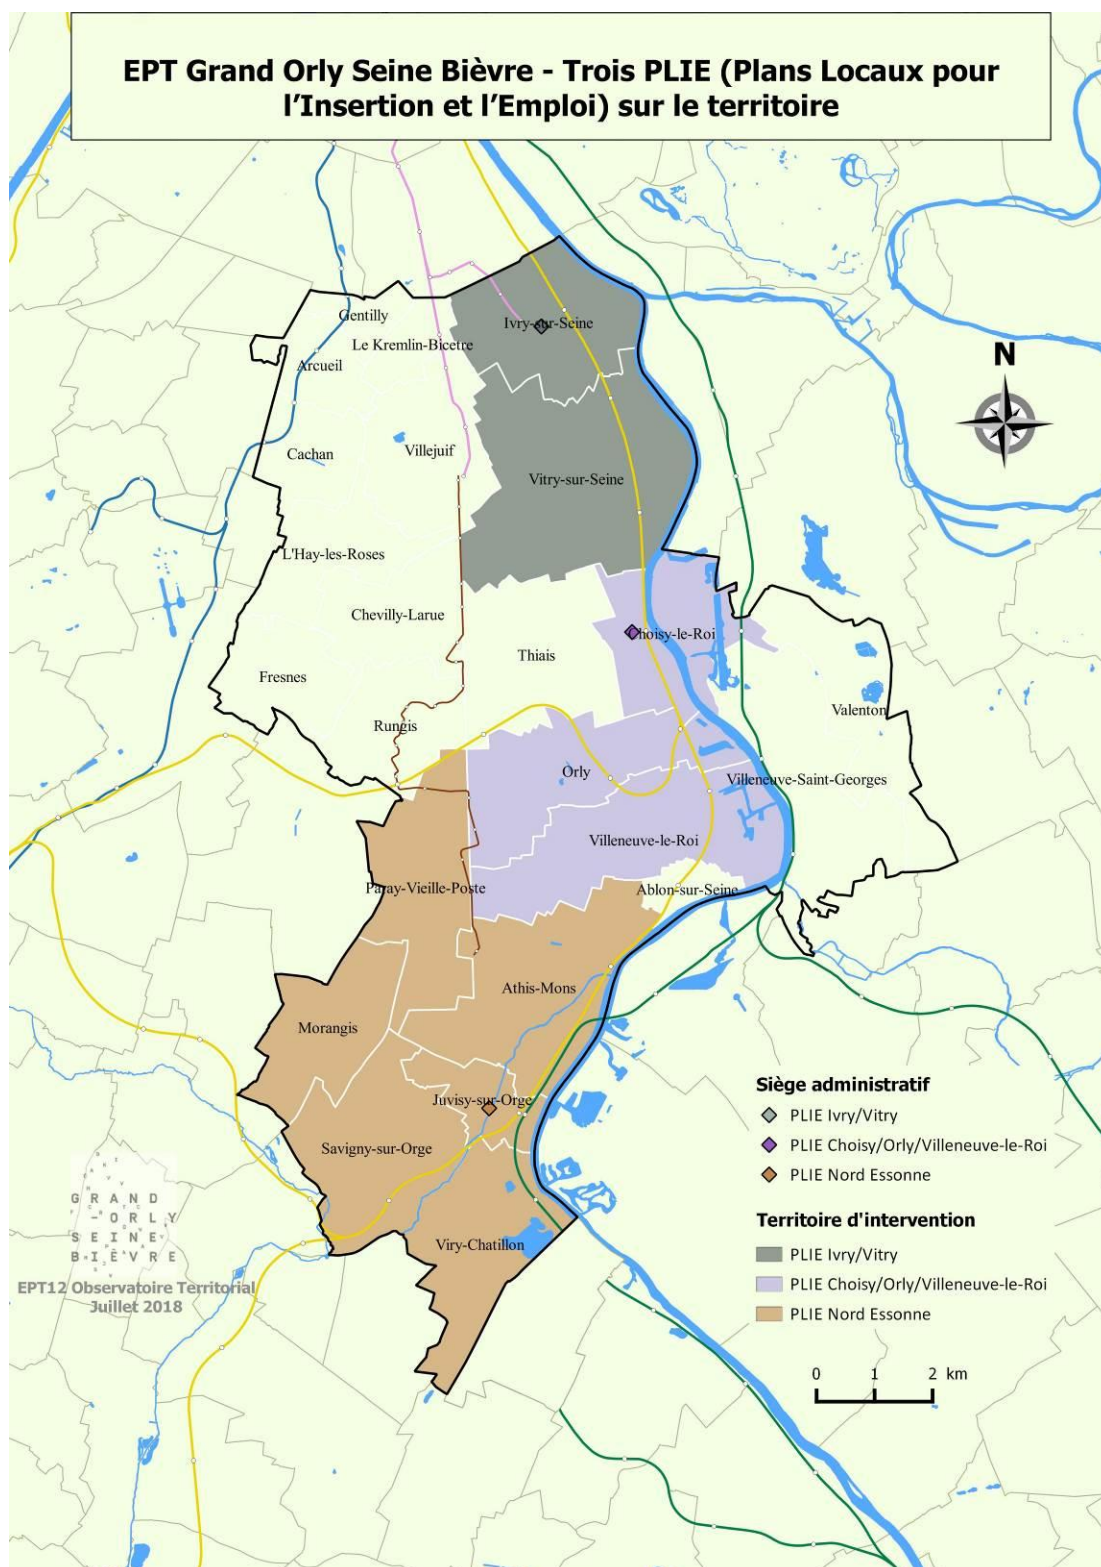 EPT Grand Orly Seine Bièvre - Trois PLIE (Plans Locaux pour
l'Insertion et l'Emploi) sur le territoire
Gentilly
Ivry-sur-Seine
Le Kremlin-Bicetre
Arcueil
N
Cachan
Villejuif
Vitry-sur-Seine
L'Hay-les-Roses
Chevilly-Larue
Choisy-le-Roi
Thiais
Fresnes
Valenton
Rungis
Orly
Villeneuve-Saint-Georges
Villeneuve-le-Roi
Paray-Vieille-Poste
Ablon-sur-Seine
Athis-Mons
Morangis
Juvisy-sur-Orge
Savigny-sur-Orge
Viry-Chatillon
Siège administratif
PLIE Ivry/Vitry
PLIE Choisy/Orly/Villeneuve-le-Roi
PLIE Nord Essonne
Territoire d'intervention
PLIE Ivry/Vitry
PLIE Choisy/Orly/Villeneuve-le-Roi
PLIE Nord Essonne
0 1 2 km
GRAND
-ORLY
SEINE
BIÈVRE
EPT12 Observatoire Territorial
Juillet 2018